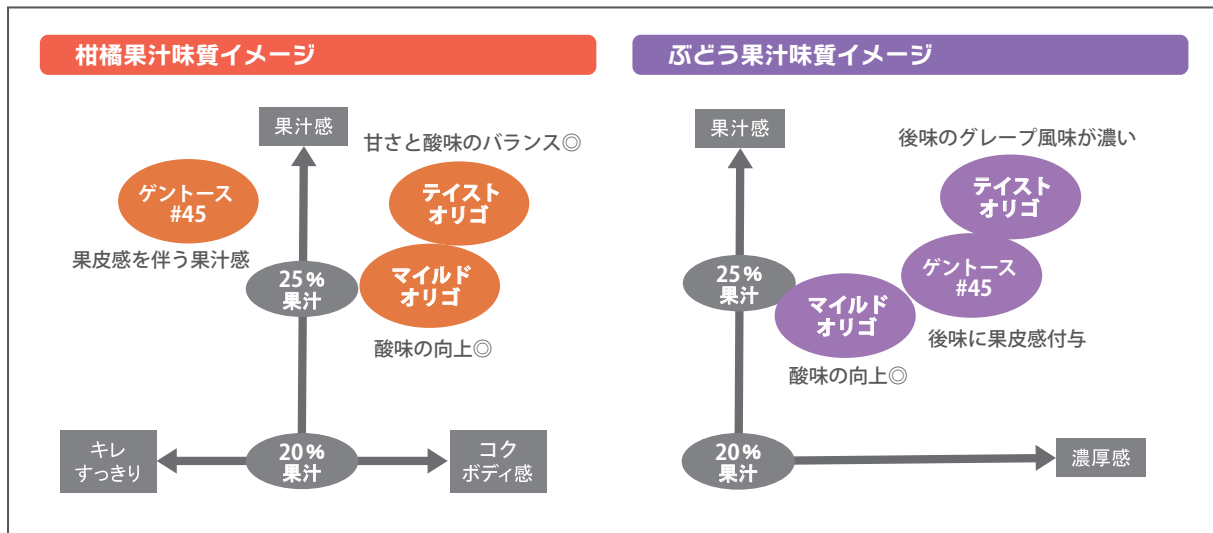 柑橘果汁味質イメージ
果汁感
甘さと酸味のバランス◎
ゲントース
#45
テイスト
オリゴ
果皮感を伴う果汁感
25%
果汁
マイルド
オリゴ
酸味の向上◎
キレ
すっきり
20%
果汁
コク
ボディ感
ぶどう果汁味質イメージ
果汁感
後味のグレープ風味が濃い
テイスト
オリゴ
25%
果汁
ゲントース
#45
マイルド
オリゴ
後味に果皮感付与
酸味の向上◎
20%
果汁
濃厚感